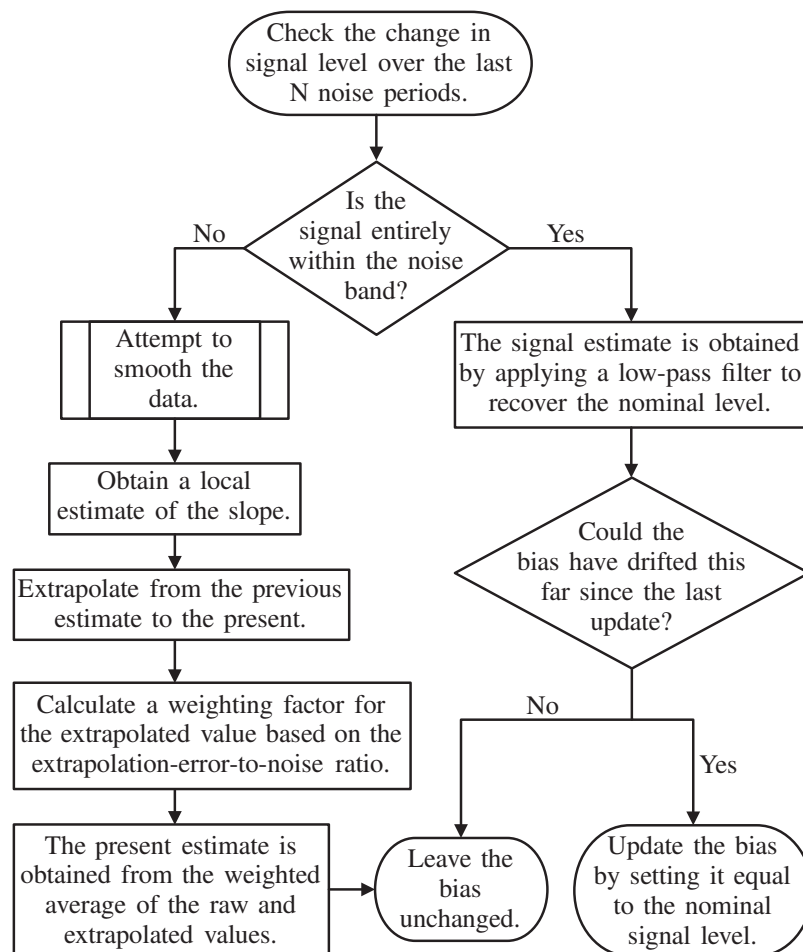 Check the change in
signal level over the last
N noise periods.
Is the
signal entirely
within the noise
band?
No
Yes
Attempt to
smooth the
data.
The signal estimate is obtained
by applying a low-pass filter to
recover the nominal level.
Obtain a local
estimate of the slope.
Could the
bias have drifted this
far since the last
update?
Extrapolate from the previous
estimate to the present.
Calculate a weighting factor for
the extrapolated value based on the
extrapolation-error-to-noise ratio.
No
Yes
The present estimate is
obtained from the weighted
average of the raw and
extrapolated values.
Leave the
bias
unchanged.
Update the bias
by setting it equal
to the nominal
signal level.